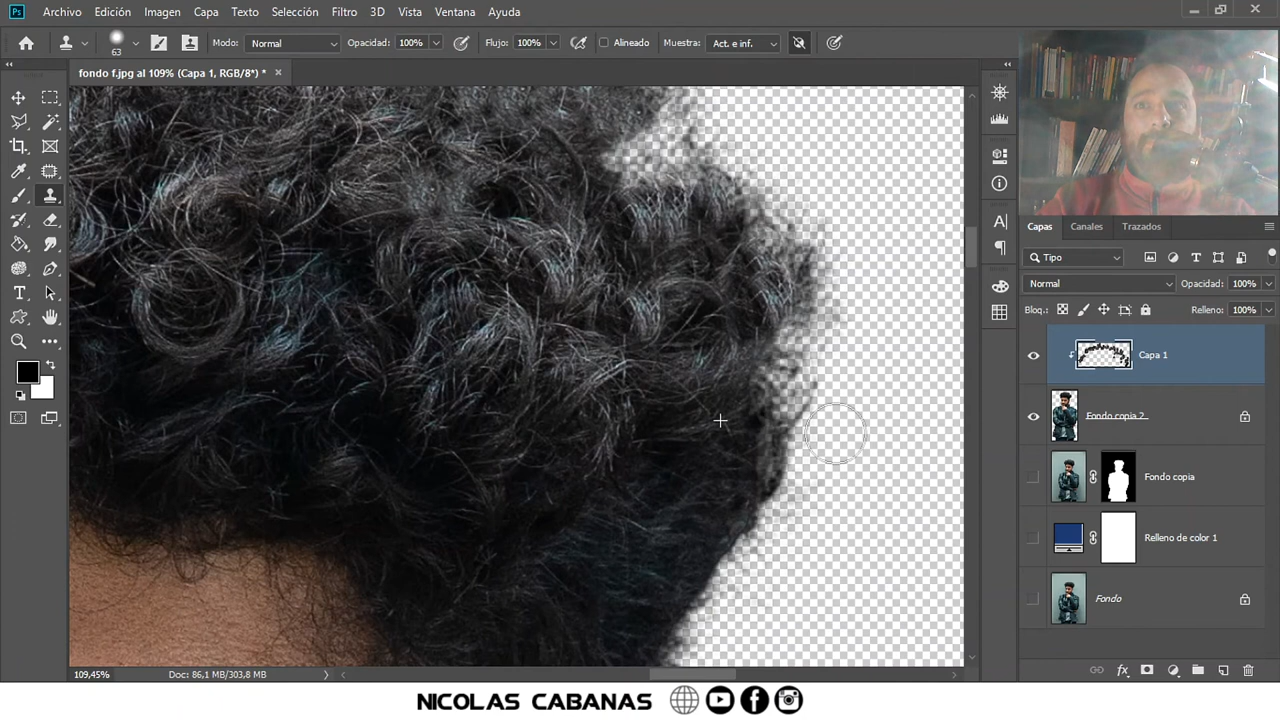 Ps Archivo Edición Imagen Capa Texto Selección Filtro 3D Vista Ventana Ayuda
63 Modo: Normal Opacidad: 100% Flujo: 100% Alineado Muestra: Act. e inf.
fondo f.jpg al 109% (Capa 1, RGB/8*) *
Capas Canales Trazados
Tipo
Normal Opacidad: 100%
Bloq.: Relleno: 100%
Capa 1
Fondo copia 2
Fondo copia
Relleno de color 1
Fondo
109,45% Doc: 86,1 MB/303,8 MB
NICOLAS CABANAS